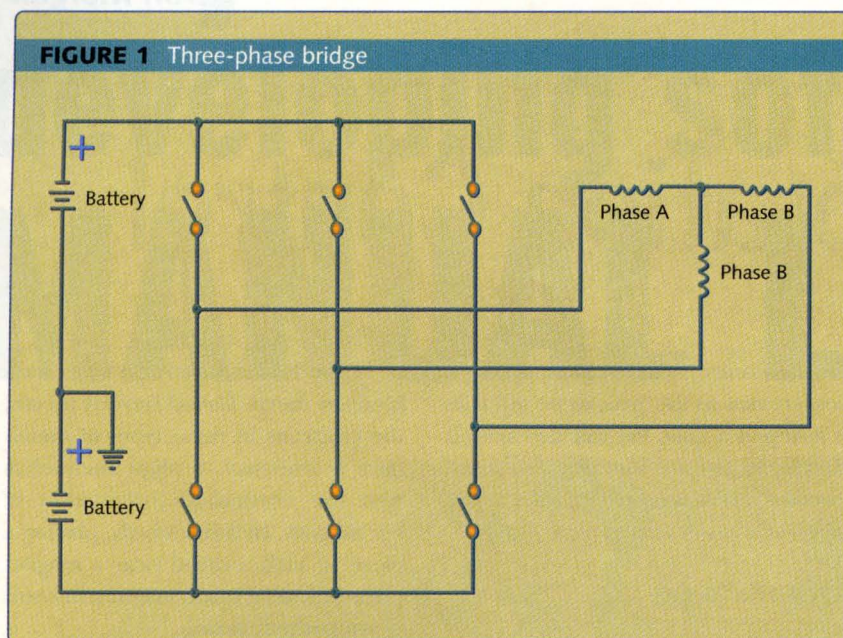 FIGURE 1 Three-phase bridge
+
Battery
Phase A
Phase B
Phase B
+
Battery